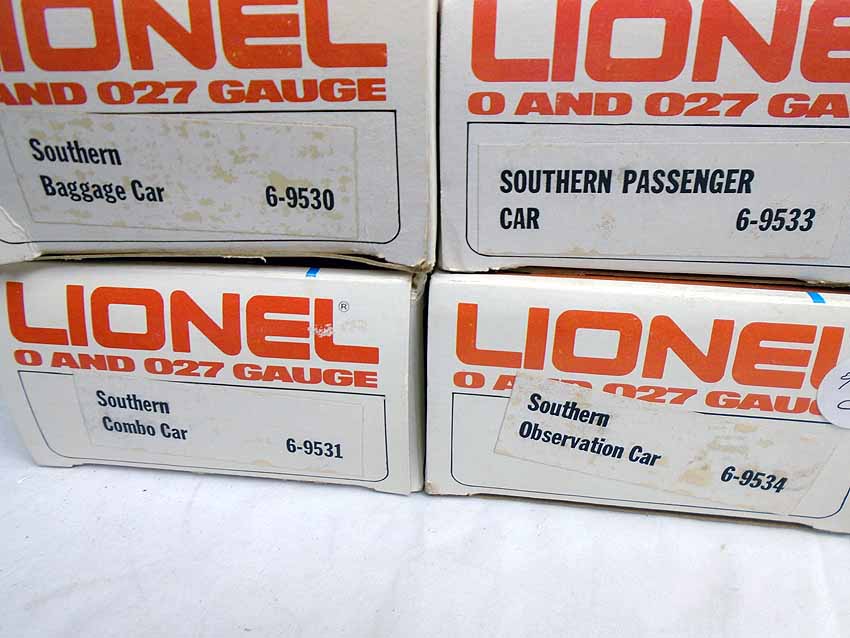 LIONEL
AND 027 GAUGE
Southern
Baggage Car 6-9530
LIONE
O AND 027 GA
SOUTHERN PASSENGER
CAR 6-9533
LIONEL®
O AND 027 GAUGE
Southern
Combo Car 6-9531
LIONEL
O AND 027 GAUG
Southern
Observation Car 6-9534